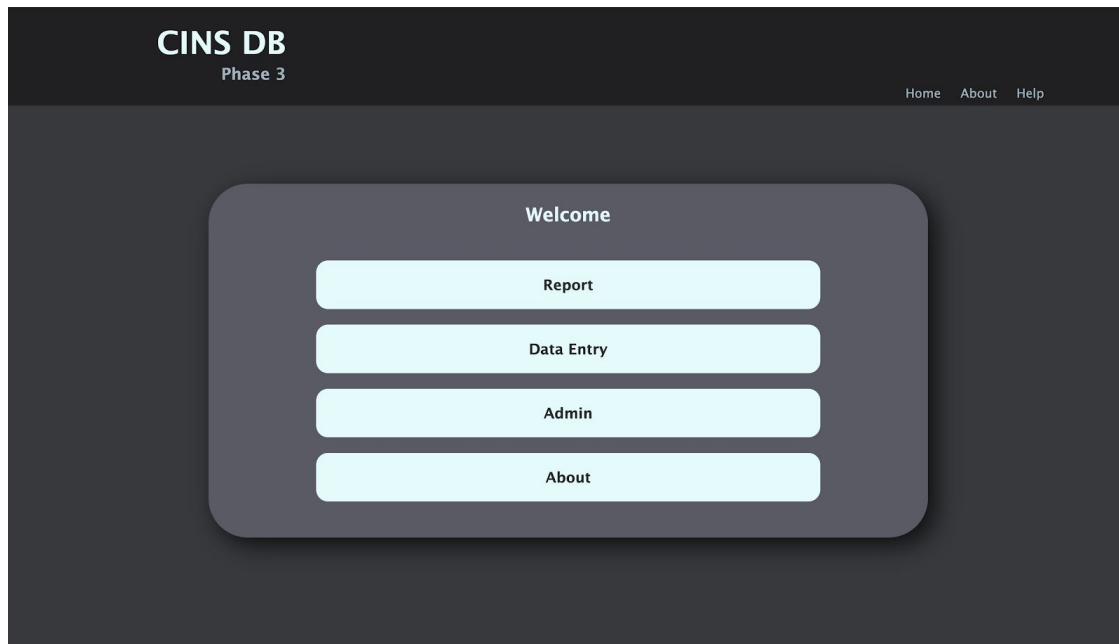 CINS DB
Phase 3
Home About Help
Welcome
Report
Data Entry
Admin
About